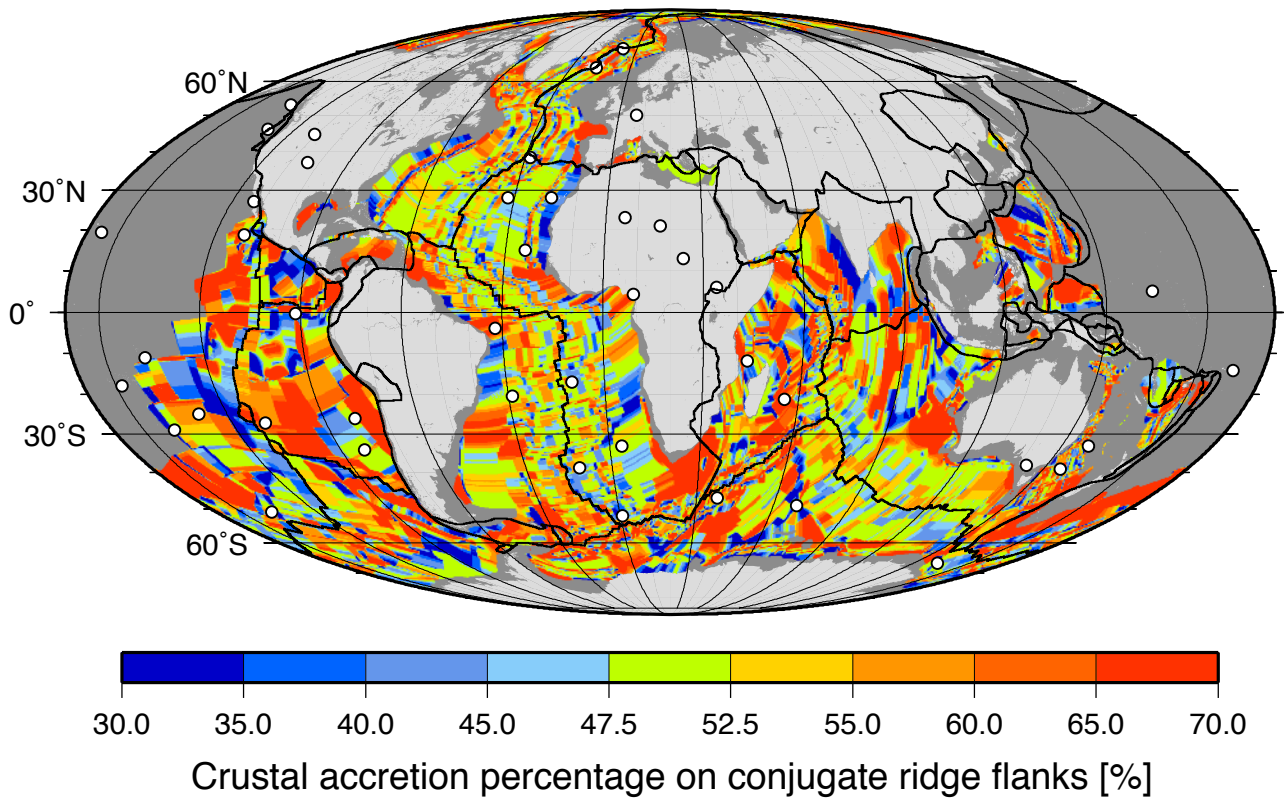 60˚N
30˚N
0˚
30˚S
60˚S
30.0 35.0 40.0 45.0 47.5 52.5 55.0 60.0 65.0 70.0
Crustal accretion percentage on conjugate ridge flanks [%]